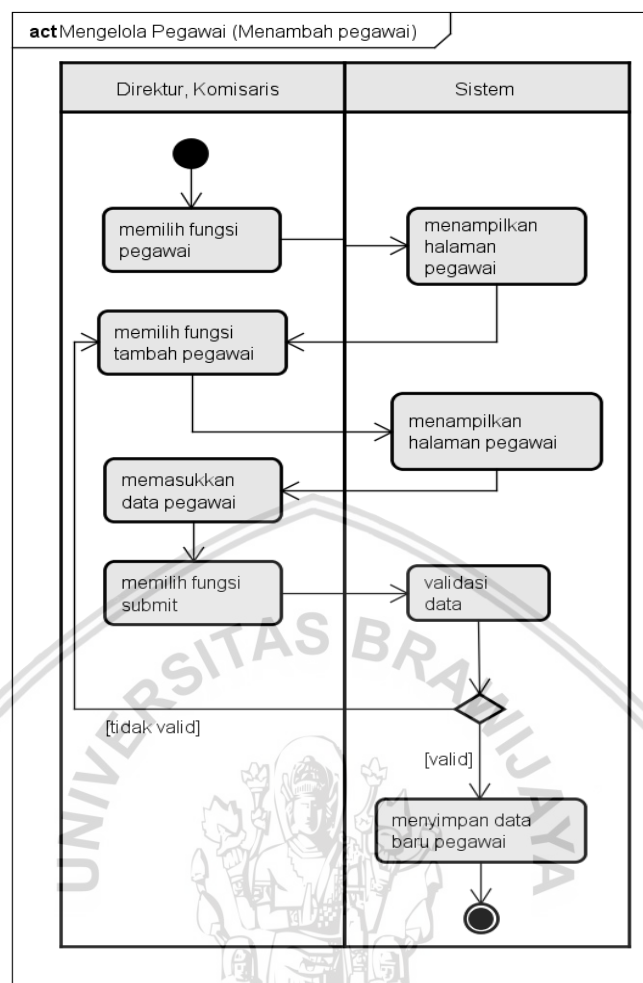 act Mengelola Pegawai (Menambah pegawai)
Direktur, Komisaris
Sistem
memilih fungsi
pegawai
menampilkan
halaman
pegawai
memilih fungsi
tambah pegawai
menampilkan
halaman pegawai
memasukkan
data pegawai
memilih fungsi
submit
validasi
data
[tidak valid]
[valid]
menyimpan data
baru pegawai
UNIVERSITAS BRAWIJAYA